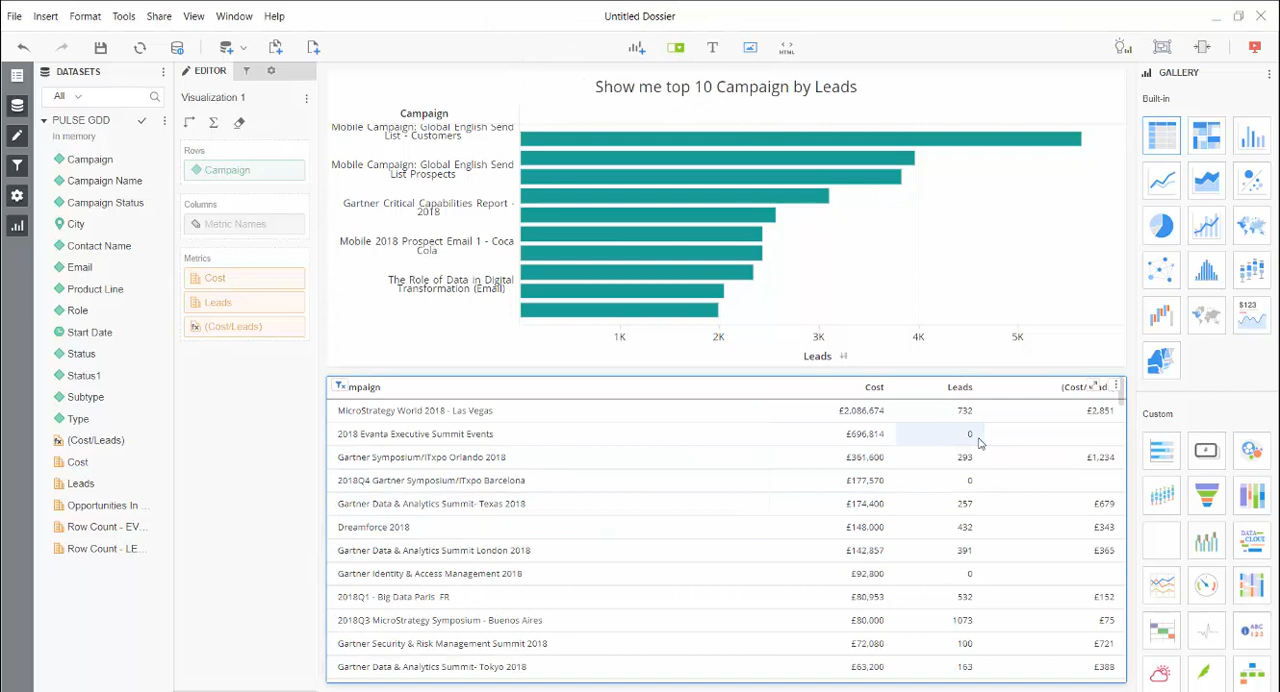 File Insert Format Tools Share View Window Help
Untitled Dossier
HTML
DATASETS
All
PULSE GDD
In memory
Campaign
Campaign Name
Campaign Status
City
Contact Name
Email
Product Line
Role
Start Date
Status
Status1
Subtype
Type
(Cost/Leads)
Cost
Leads
Opportunities In ...
Row Count - EV...
Row Count - LE...
EDITOR
Visualization 1
Rows
Campaign
Columns
Metric Names
Metrics
Cost
Leads
(Cost/Leads)
Show me top 10 Campaign by Leads
Campaign
Mobile Campaign: Global English Send
List - Customers
Mobile Campaign: Global English Send
List Prospects
Gartner Critical Capabilities Report -
2018
Mobile 2018 Prospect Email 1 - Coca
Cola
The Role of Data in Digital
Transformation (Email)
1K 2K 3K 4K 5K
Leads
mpaign Cost Leads (Cost/
MicroStrategy World 2018 - Las Vegas £2,086,674 732 £2,851
2018 Evanta Executive Summit Events £696,814 0
Gartner Symposium/ITxpo Orlando 2018 £361,600 293 £1,234
2018Q4 Gartner Symposium/ITxpo Barcelona £177,570 0
Gartner Data & Analytics Summit- Texas 2018 £174,400 257 £679
Dreamforce 2018 £148,000 432 £343
Gartner Data & Analytics Summit London 2018 £142,857 391 £365
Gartner Identity & Access Management 2018 £92,800 0
2018Q1 - Big Data Paris FR £80,953 532 £152
2018Q3 MicroStrategy Symposium - Buenos Aires £80,000 1073 £75
Gartner Security & Risk Management Summit 2018 £72,080 100 £721
Gartner Data & Analytics Summit- Tokyo 2018 £63,200 163 £388
GALLERY
Built-in
$123
Custom
DATA
CLOUD
ABC
123